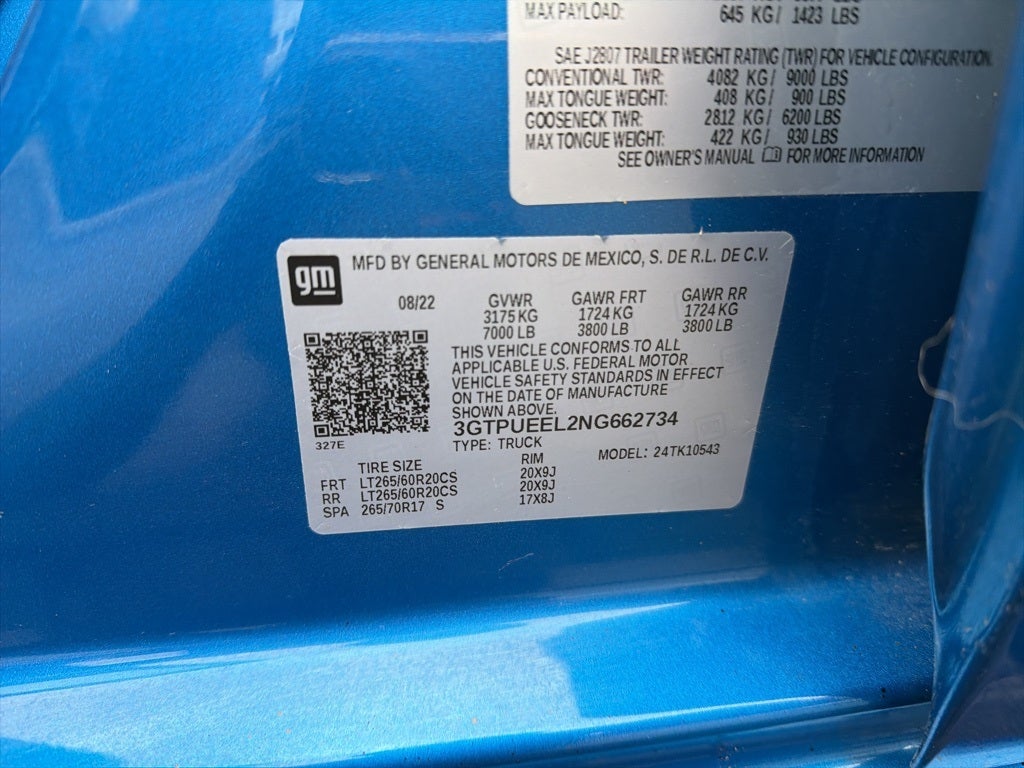 MAX PAYLOAD: 645 KG/ 1423 LBS
SAE J2807 TRAILER WEIGHT RATING (TWR) FOR VEHICLE CONFIGURATION.
CONVENTIONAL TWR: 4082 KG/ 9000 LBS
MAX TONGUE WEIGHT: 408 KG/ 900 LBS
GOOSENECK TWR: 2812 KG/ 6200 LBS
MAX TONGUE WEIGHT: 422 KG/ 930 LBS
SEE OWNER'S MANUAL FOR MORE INFORMATION
gm MFD BY GENERAL MOTORS DE MEXICO, S. DE R.L. DE C.V.
08/22 GVWR GAWR FRT GAWR RR
3175 KG 1724 KG 1724 KG
7000 LB 3800 LB 3800 LB
THIS VEHICLE CONFORMS TO ALL
APPLICABLE U.S. FEDERAL MOTOR
VEHICLE SAFETY STANDARDS IN EFFECT
ON THE DATE OF MANUFACTURE
SHOWN ABOVE.
3GTPUEEL2NG662734
327E TYPE: TRUCK MODEL: 24TK10543
TIRE SIZE RIM
FRT LT265/60R20CS 20X9J
RR LT265/60R20CS 20X9J
SPA 265/70R17 S 17X8J